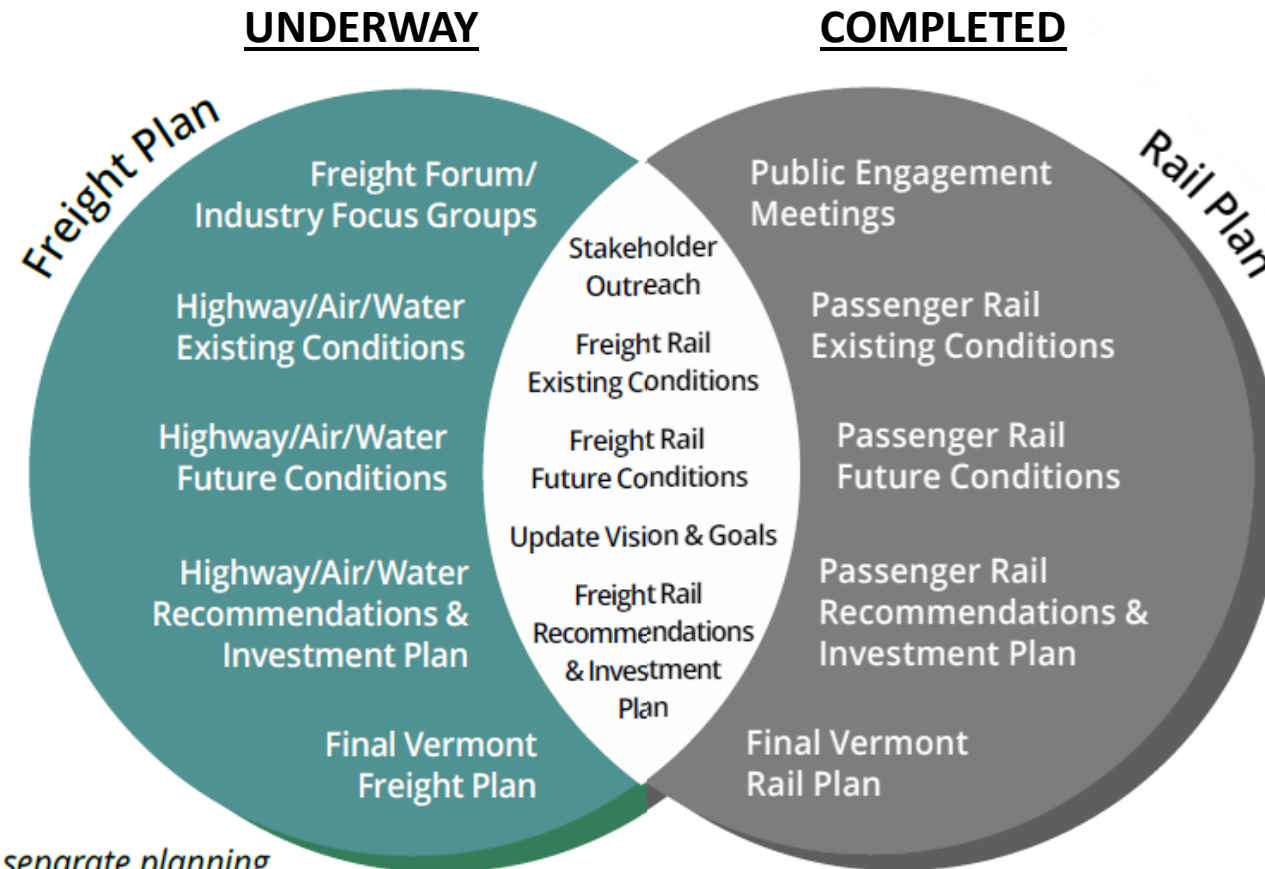 UNDERWAY
COMPLETED
Freight Plan
Rail Plan
Freight Forum/
Industry Focus Groups
Highway/Air/Water
Existing Conditions
Highway/Air/Water
Future Conditions
Highway/Air/Water
Recommendations &
Investment Plan
Final Vermont
Freight Plan
Stakeholder
Outreach
Freight Rail
Existing Conditions
Freight Rail
Future Conditions
Update Vision & Goals
Freight Rail
Recommendations
& Investment
Plan
Public Engagement
Meetings
Passenger Rail
Existing Conditions
Passenger Rail
Future Conditions
Passenger Rail
Recommendations &
Investment Plan
Final Vermont
Rail Plan
separate planning